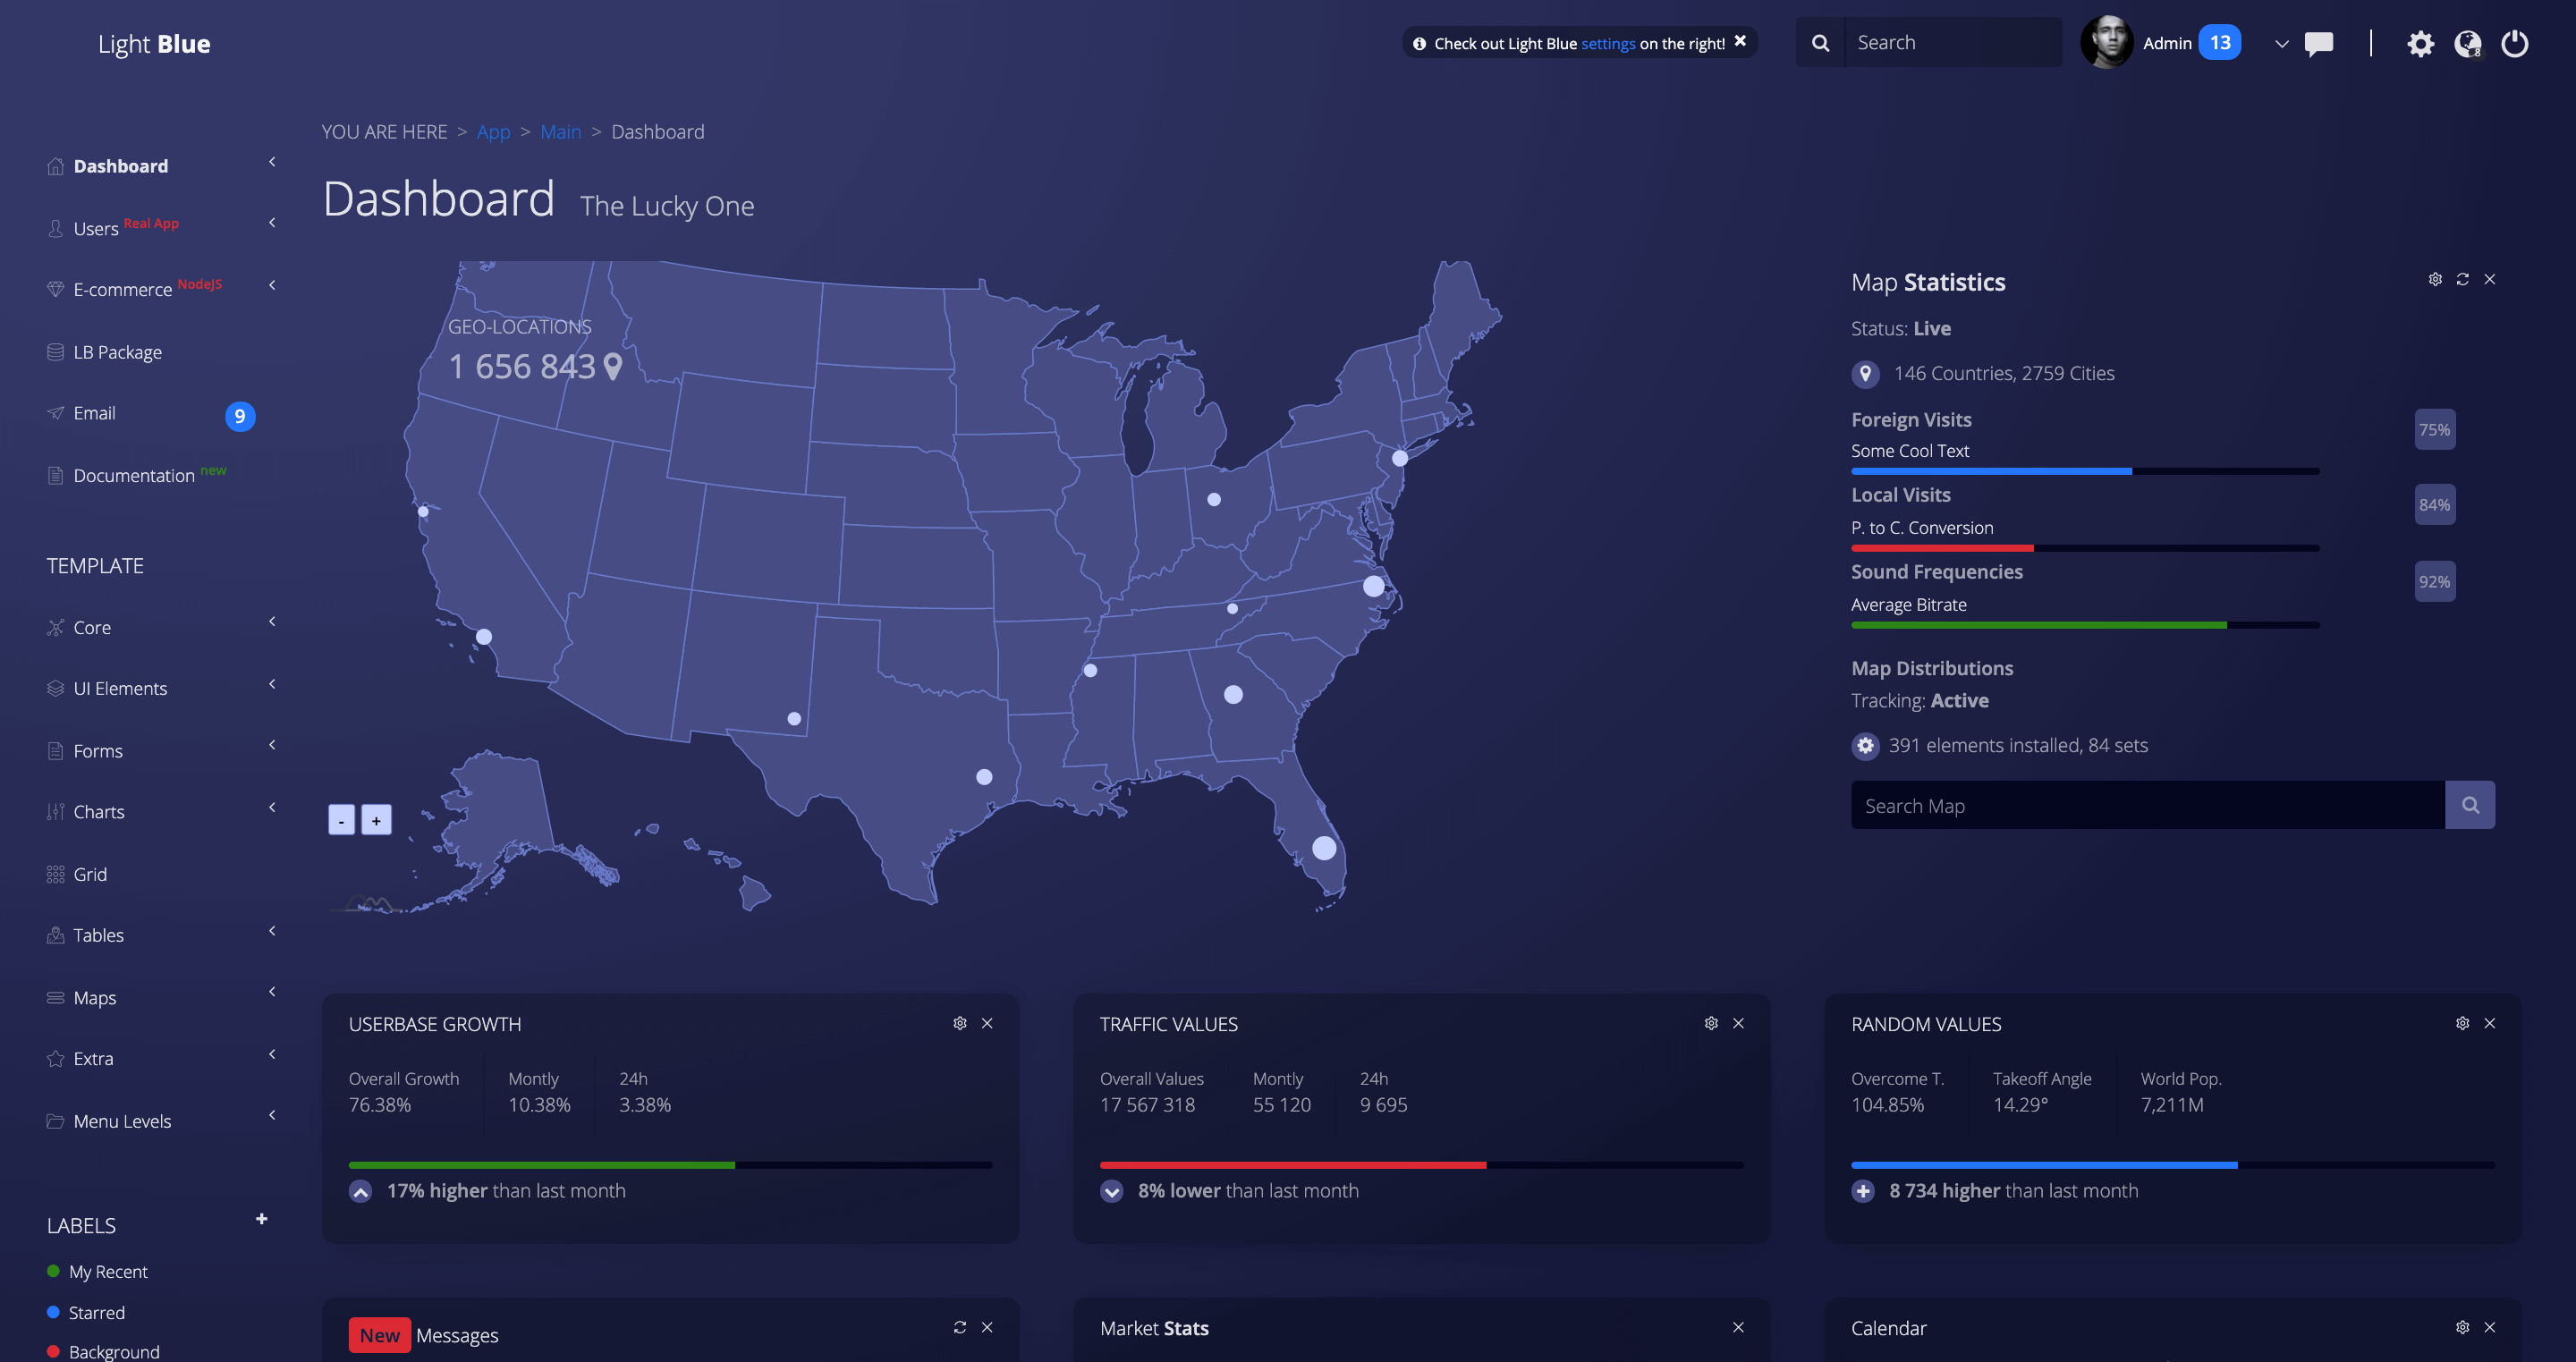 Light Blue
Check out Light Blue settings on the right!
Search
Admin 13
8
YOU ARE HERE > App > Main > Dashboard
Dashboard The Lucky One
Dashboard
Users Real App
E-commerce NodeJS
LB Package
Email 9
Documentation new
TEMPLATE
Core
UI Elements
Forms
Charts
Grid
Tables
Maps
Extra
Menu Levels
LABELS +
My Recent
Starred
Background
GEO-LOCATIONS
1 656 843
- +
Map Statistics
Status: Live
146 Countries, 2759 Cities
Foreign Visits
75%
Some Cool Text
Local Visits
84%
P. to C. Conversion
Sound Frequencies
92%
Average Bitrate
Map Distributions
Tracking: Active
391 elements installed, 84 sets
Search Map
USERBASE GROWTH
Overall Growth Montly 24h
76.38% 10.38% 3.38%
17% higher than last month
TRAFFIC VALUES
Overall Values Montly 24h
17 567 318 55 120 9 695
8% lower than last month
RANDOM VALUES
Overcome T. Takeoff Angle World Pop.
104.85% 14.29° 7,211M
8 734 higher than last month
New Messages
Market Stats
Calendar